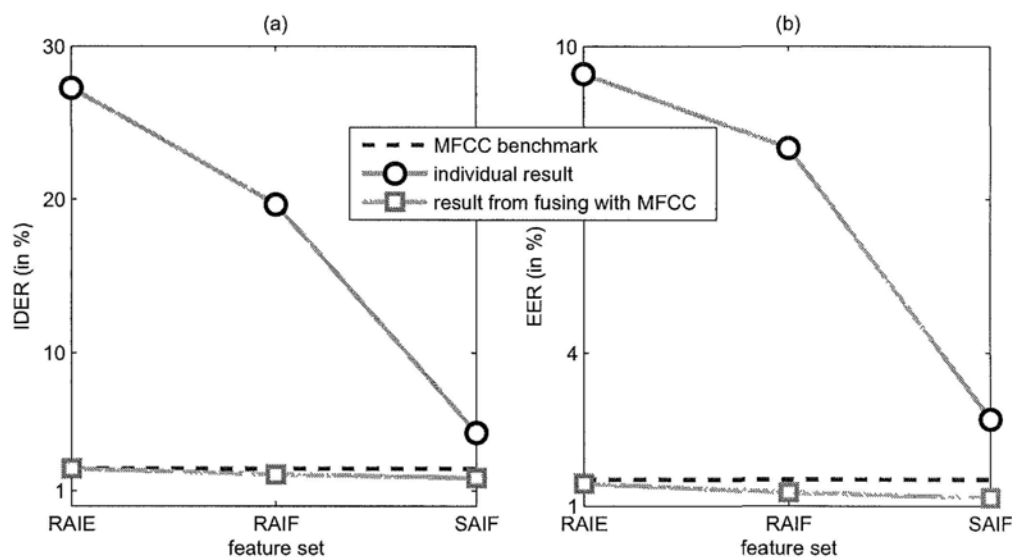 (a)
30
20
10
1
IDER (in %)
RAIE
RAIF
SAIF
feature set
MFCC benchmark
individual result
result from fusing with MFCC
(b)
10
4
1
EER (in %)
RAIE
RAIF
SAIF
feature set